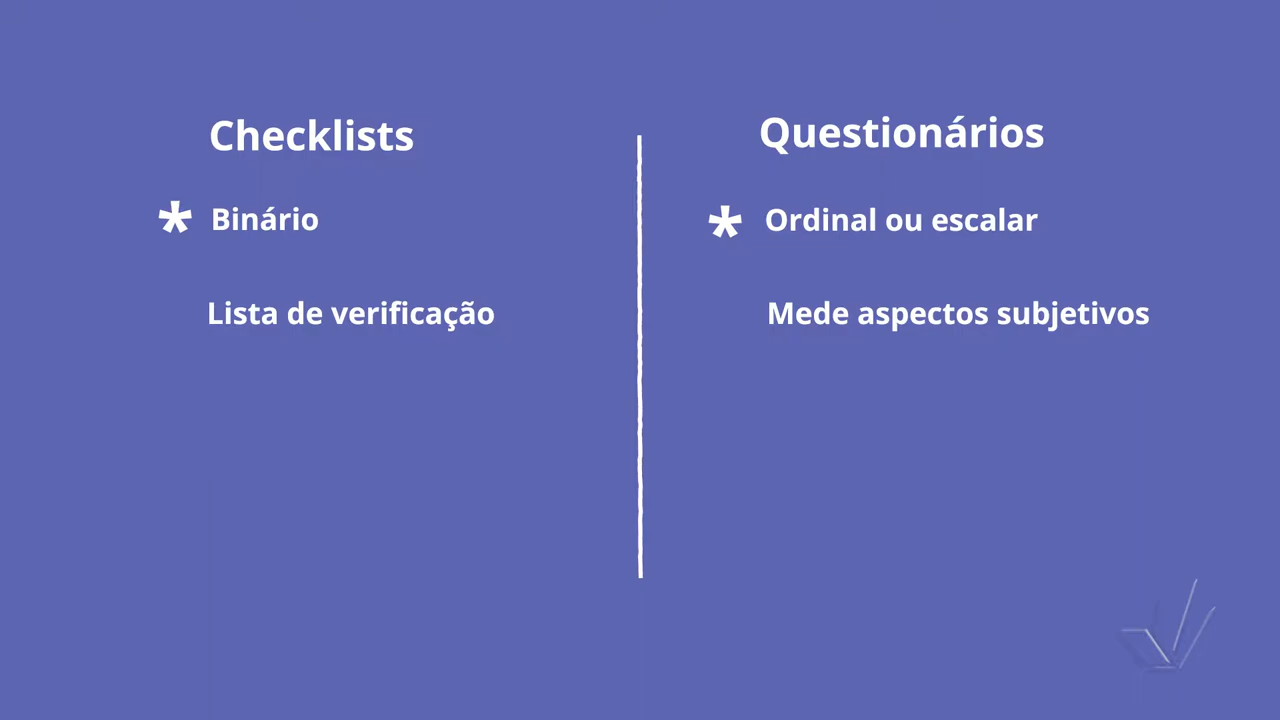 Checklists
* Binário
Lista de verificação
Questionários
* Ordinal ou escalar
Mede aspectos subjetivos